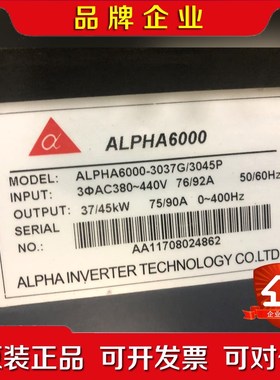 品牌企业
α
ALPHA6000
MODEL: ALPHA6000-3037G/3045P
INPUT: 3ΦAC380~440V 76/92A 50/60Hz
OUTPUT: 37/45kW 75/90A 0~400Hz
SERIAL
NO.: AA11708024862
ALPHA INVERTER TECHNOLOGY CO.LTD
企业
装正品 可开发票 可对